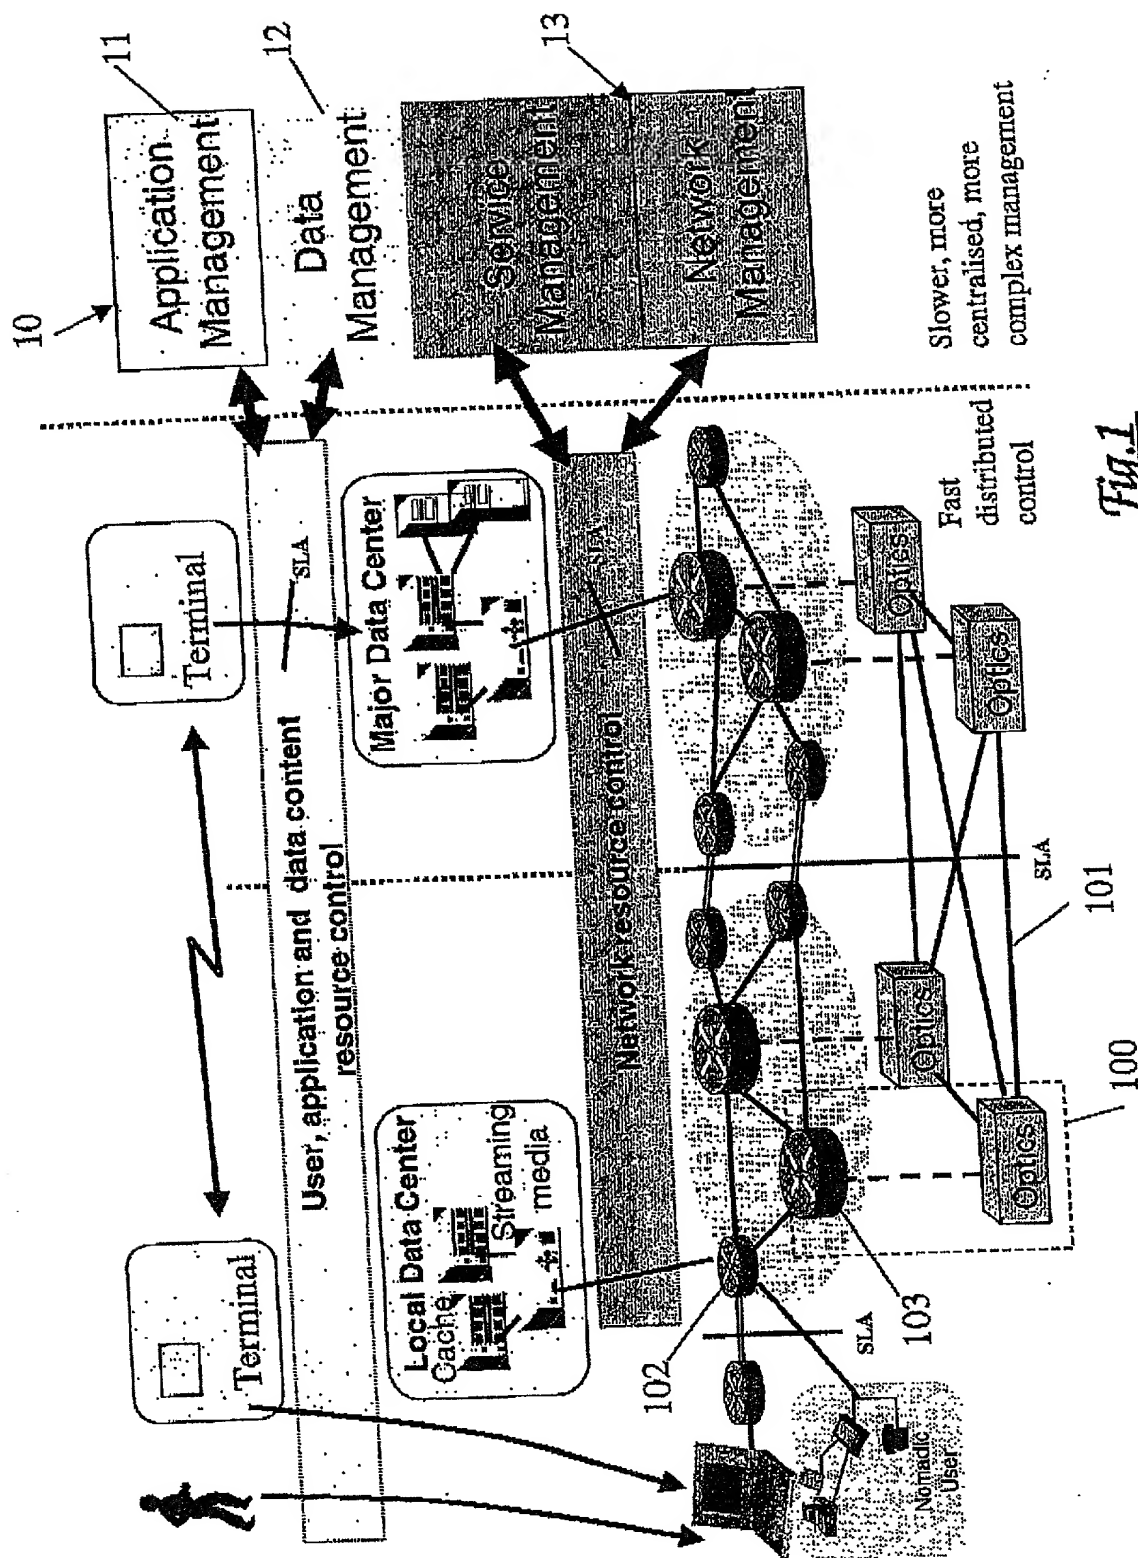 10
Application
Management
11
Data
Management
12
Service
Management
13
Network
Management
Slower, more
centralised, more
complex management
Terminal
Terminal
User, application and data content
resource control
SLA
Local Data Center
Cache
Streaming
media
Major Data Center
Network resource control
SLA
102
103
SLA
SLA
Nomadic
User
Optics
Optics
Optics
Optics
100
101
Fast
distributed
control
Fig.1